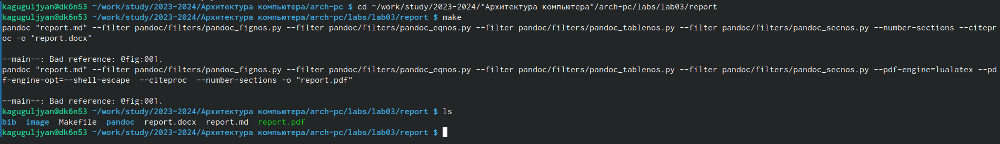 kaguguljyan@dk6n53 ~/work/study/2023-2024/Архитектура компьютера/arch-pc $ cd ~/work/study/2023-2024/"Архитектура компьютера"/arch-pc/labs/lab03/report
kaguguljyan@dk6n53 ~/work/study/2023-2024/Архитектура компьютера/arch-pc/labs/lab03/report $ make
pandoc "report.md" --filter pandoc/filters/pandoc_fignos.py --filter pandoc/filters/pandoc_eqnos.py --filter pandoc/filters/pandoc_tablenos.py --filter pandoc/filters/pandoc_secnos.py --number-sections --citepr
oc -o "report.docx"
--main--: Bad reference: @fig:001.
pandoc "report.md" --filter pandoc/filters/pandoc_fignos.py --filter pandoc/filters/pandoc_eqnos.py --filter pandoc/filters/pandoc_tablenos.py --filter pandoc/filters/pandoc_secnos.py --pdf-engine=lualatex --pd
f-engine-opt=--shell-escape  --citeproc  --number-sections -o "report.pdf"
--main--: Bad reference: @fig:001.
kaguguljyan@dk6n53 ~/work/study/2023-2024/Архитектура компьютера/arch-pc/labs/lab03/report $ ls
bib  image  Makefile  pandoc  report.docx  report.md  report.pdf
kaguguljyan@dk6n53 ~/work/study/2023-2024/Архитектура компьютера/arch-pc/labs/lab03/report $